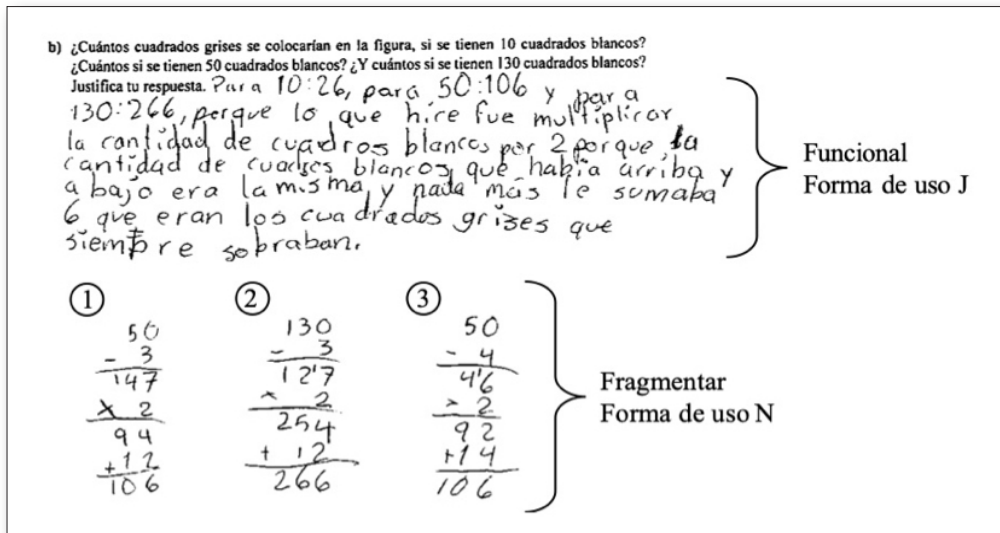 b) ¿Cuántos cuadrados grises se colocarían en la figura, si se tienen 10 cuadrados blancos?
¿Cuántos si se tienen 50 cuadrados blancos? ¿Y cuántos si se tienen 130 cuadrados blancos?
Justifica tu respuesta. Para 10:26, para 50:106 y para
130:266, porque lo que hice fue multiplicar
la cantidad de cuadros blancos por 2 porque la
cantidad de cuadros blancos que había arriba y
abajo era la misma y nada más le sumaba
6 que eran los cuadrados grises que
siempre sobraban.
Funcional
Forma de uso J
① ② ③
50 130 50
- 3 - 3 - 4
147 12'7 4'6
x 2 x 2 x 2
94 254 92
+12 + 12 +14
106 266 106
Fragmentar
Forma de uso N